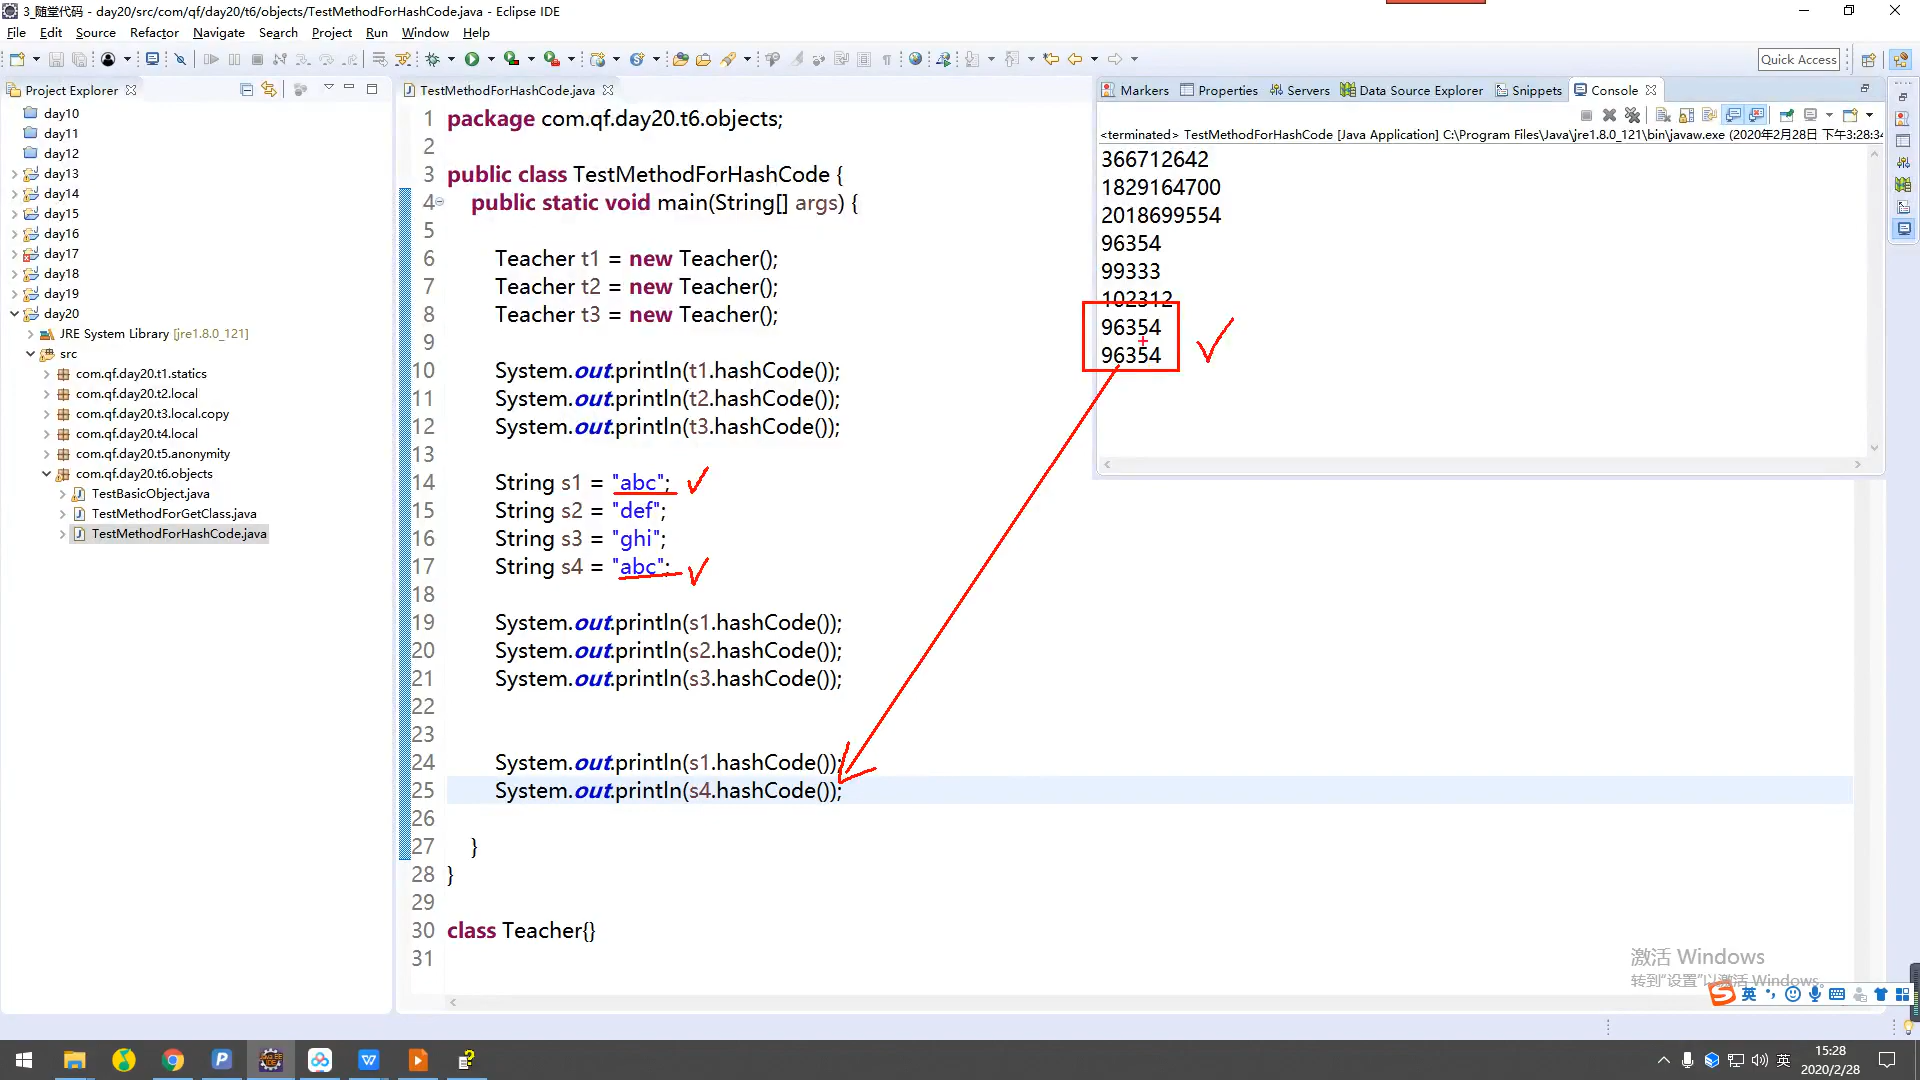 3_随堂代码 - day20/src/com/qf/day20/t6/objects/TestMethodForHashCode.java - Eclipse IDE
File Edit Source Refactor Navigate Search Project Run Window Help
Quick Access
Project Explorer
day10
day11
day12
day13
day14
day15
day16
day17
day18
day19
day20
JRE System Library [jre1.8.0_121]
src
com.qf.day20.t1.statics
com.qf.day20.t2.local
com.qf.day20.t3.local.copy
com.qf.day20.t4.local
com.qf.day20.t5.anonymity
com.qf.day20.t6.objects
TestBasicObject.java
TestMethodForGetClass.java
TestMethodForHashCode.java
TestMethodForHashCode.java
1 package com.qf.day20.t6.objects;
2
3 public class TestMethodForHashCode {
4 public static void main(String[] args) {
5
6 Teacher t1 = new Teacher();
7 Teacher t2 = new Teacher();
8 Teacher t3 = new Teacher();
9
10 System.out.println(t1.hashCode());
11 System.out.println(t2.hashCode());
12 System.out.println(t3.hashCode());
13
14 String s1 = "abc";
15 String s2 = "def";
16 String s3 = "ghi";
17 String s4 = "abc";
18
19 System.out.println(s1.hashCode());
20 System.out.println(s2.hashCode());
21 System.out.println(s3.hashCode());
22
23
24 System.out.println(s1.hashCode());
25 System.out.println(s4.hashCode());
26
27 }
28 }
29
30 class Teacher{}
31
Markers Properties Servers Data Source Explorer Snippets Console
<terminated> TestMethodForHashCode [Java Application] C:\Program Files\Java\jre1.8.0_121\bin\javaw.exe (2020年2月28日 下午3:28:34
366712642
1829164700
2018699554
96354
99333
102312
96354
96354
激活 Windows
转到"设置"以激活 Windows。
英
英
15:28
2020/2/28